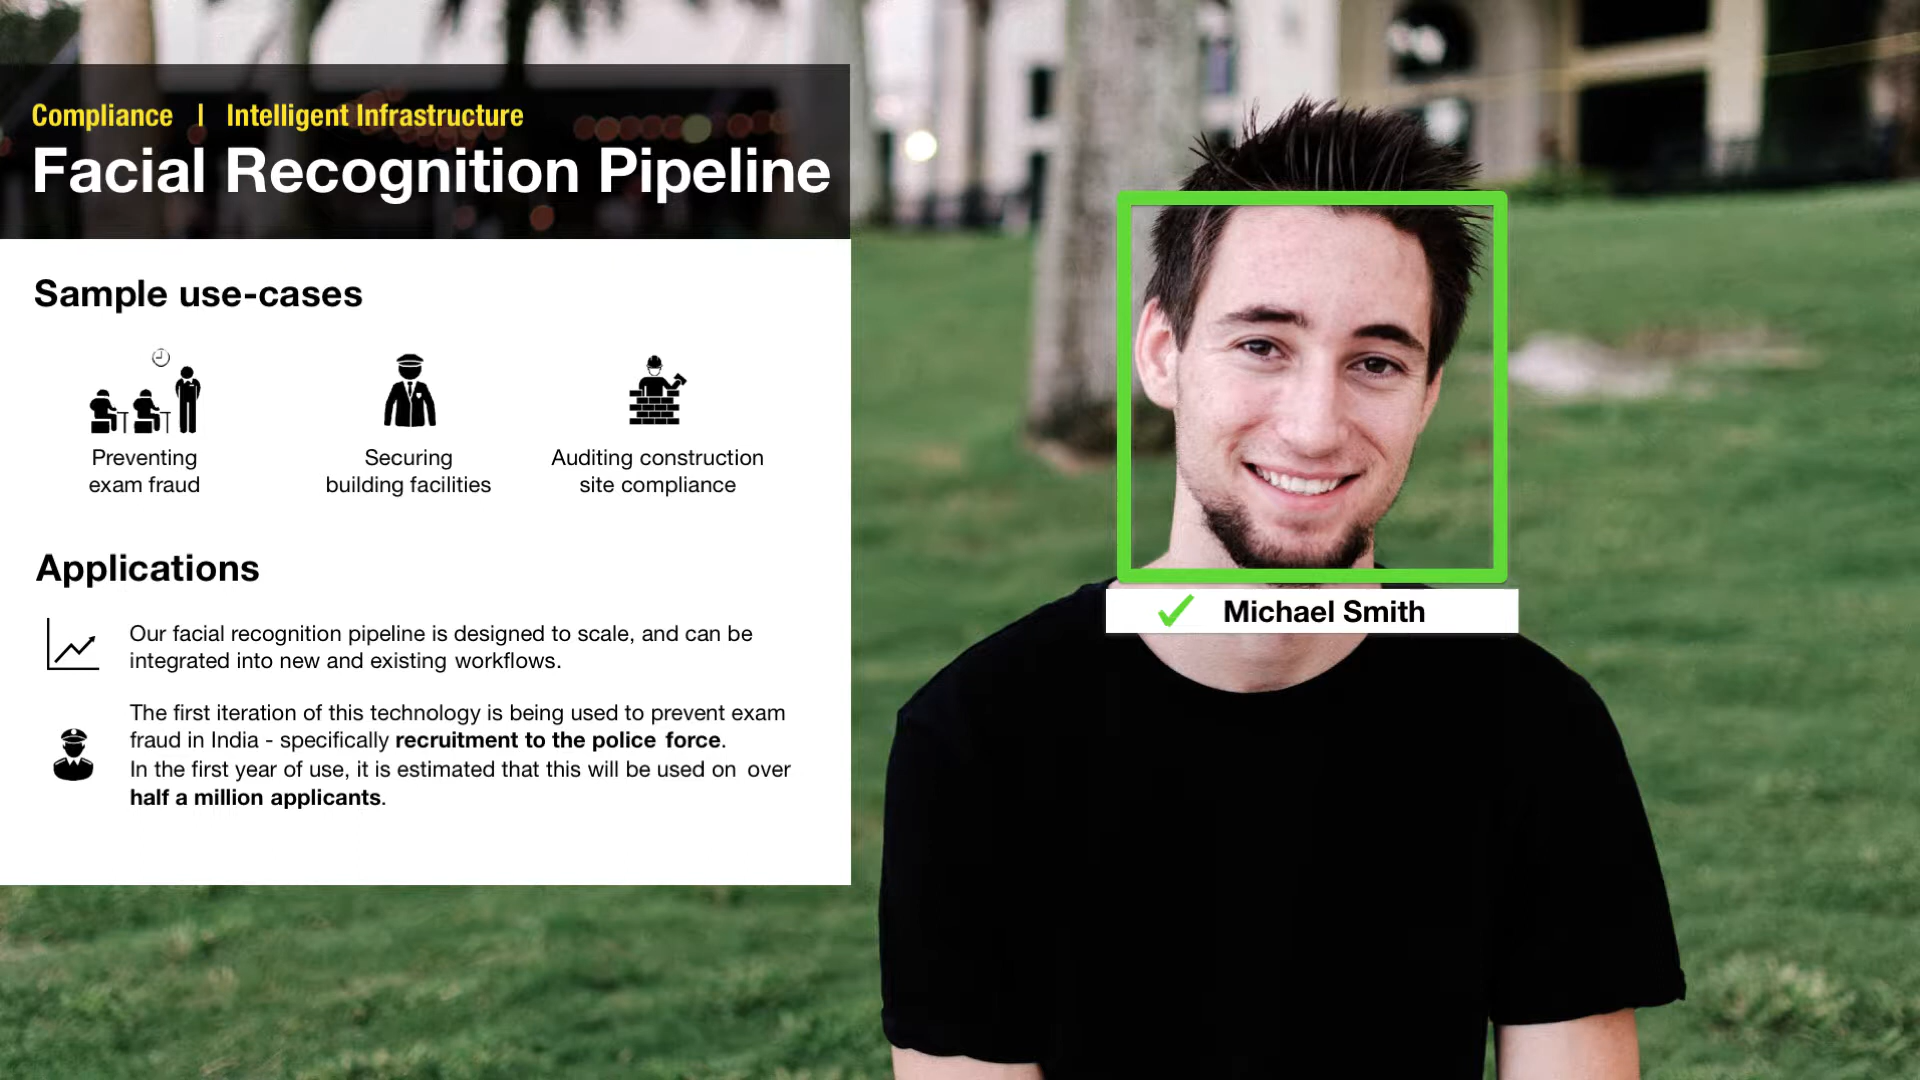 Compliance | Intelligent Infrastructure
Facial Recognition Pipeline
Sample use-cases
Preventing
exam fraud
Securing
building facilities
Auditing construction
site compliance
Applications
Our facial recognition pipeline is designed to scale, and can be
integrated into new and existing workflows.
The first iteration of this technology is being used to prevent exam
fraud in India - specifically recruitment to the police force.
In the first year of use, it is estimated that this will be used on over
half a million applicants.
Michael Smith